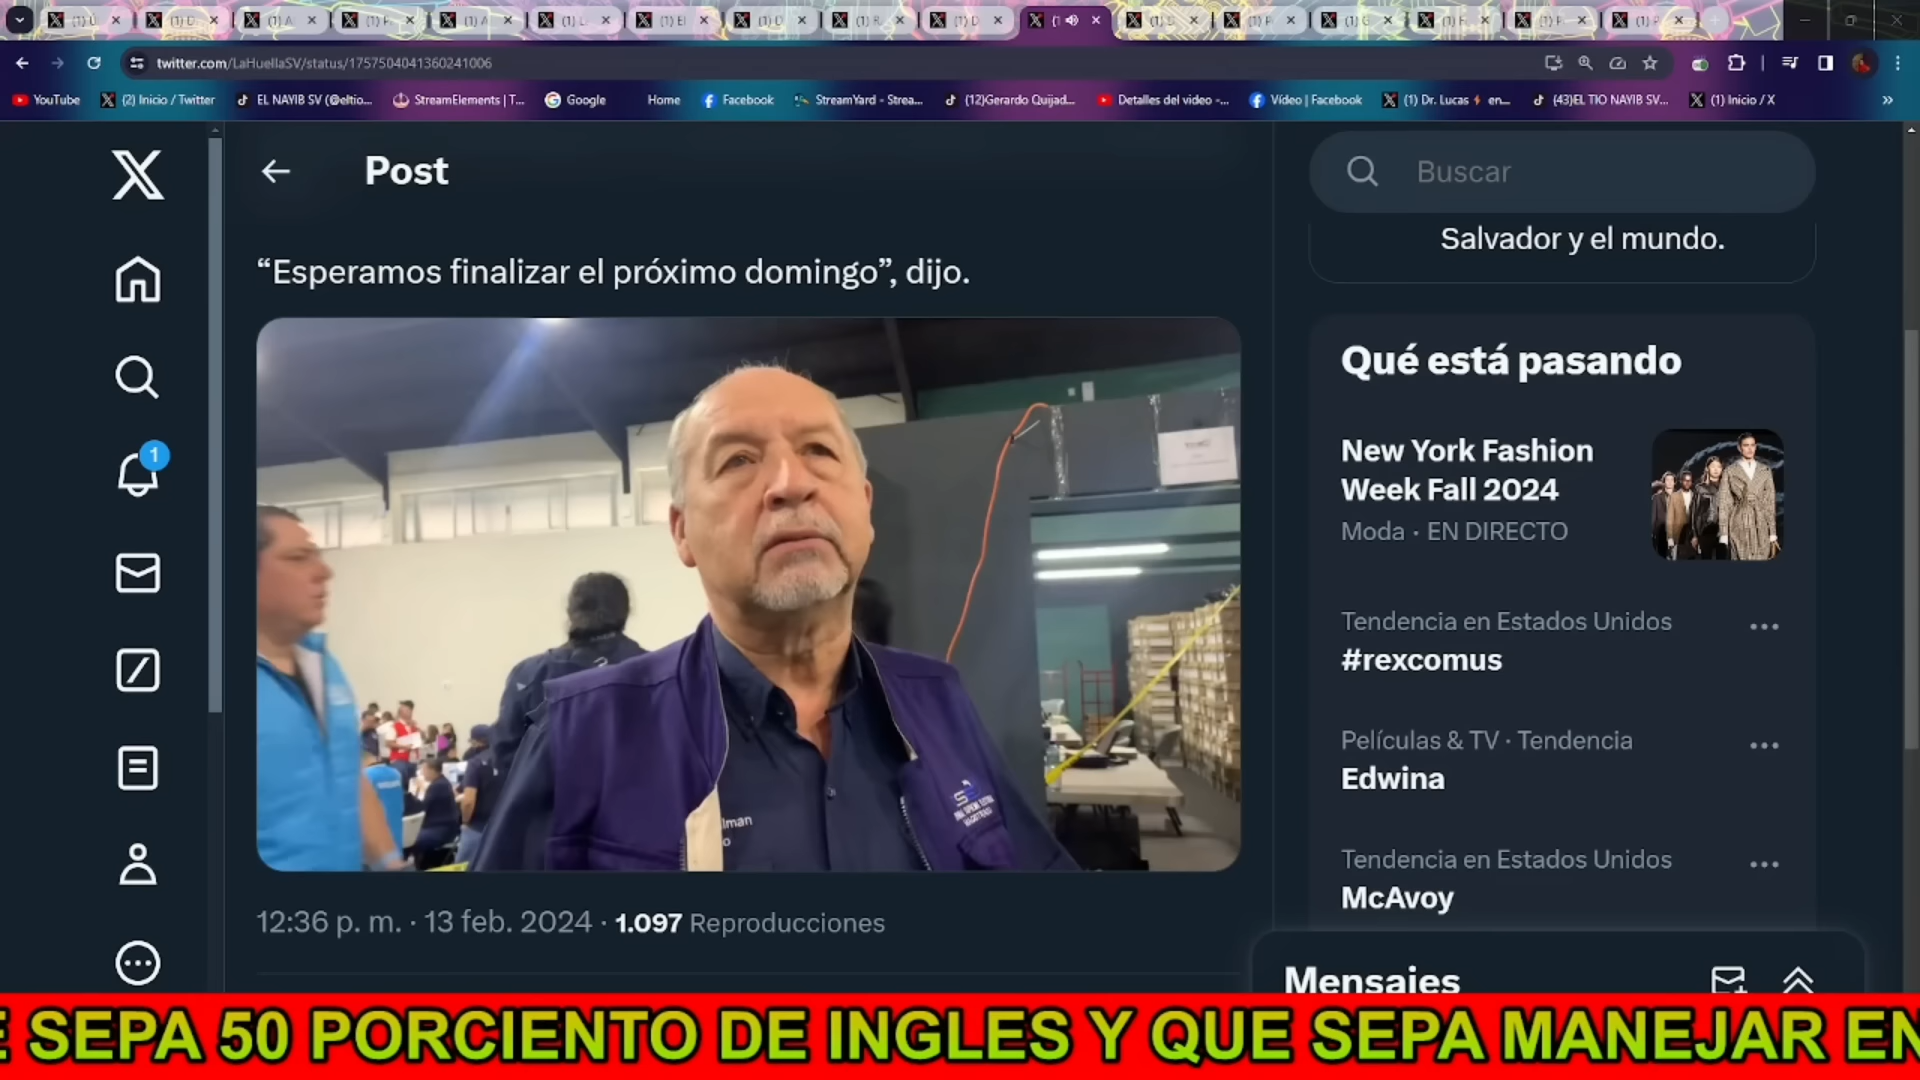 twitter.com/LaHuellaSV/status/1757504041360241006
YouTube
(2) Inicio / Twitter
EL NAYIB SV (@eltio...
StreamElements | T...
Google
Home
Facebook
StreamYard - Strea...
(12)Gerardo Quijad...
Detalles del video -...
Video | Facebook
(1) Dr. Lucas⚡en...
(43)EL TIO NAYIB SV...
(1) Inicio / X
Post
“Esperamos finalizar el próximo domingo”, dijo.
12:36 p. m. · 13 feb. 2024 · 1.097 Reproducciones
1
Buscar
Salvador y el mundo.
Qué está pasando
New York Fashion
Week Fall 2024
Moda · EN DIRECTO
Tendencia en Estados Unidos
#rexcomus
Películas & TV · Tendencia
Edwina
Tendencia en Estados Unidos
McAvoy
Mensajes
SEPA 50 PORCIENTO DE INGLES Y QUE SEPA MANEJAR EN